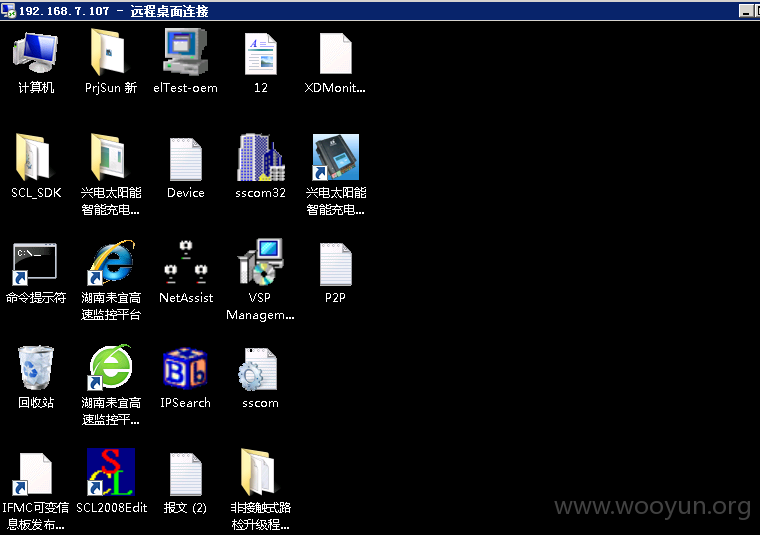 192.168.7.107 - 远程桌面连接
计算机
PrjSun 新
elTest-oem
12
XDMonit...
SCL_SDK
兴电太阳能
智能充电...
Device
sscom32
兴电太阳能
智能充电...
命令提示符
湖南耒宜高
速监控平台
NetAssist
VSP
Managem...
P2P
回收站
湖南耒宜高
速监控平...
IPSearch
sscom
IFMC可变信
息板发布...
SCL2008Edit
报文 (2)
非接触式路
检升级程...
www.wooyun.org